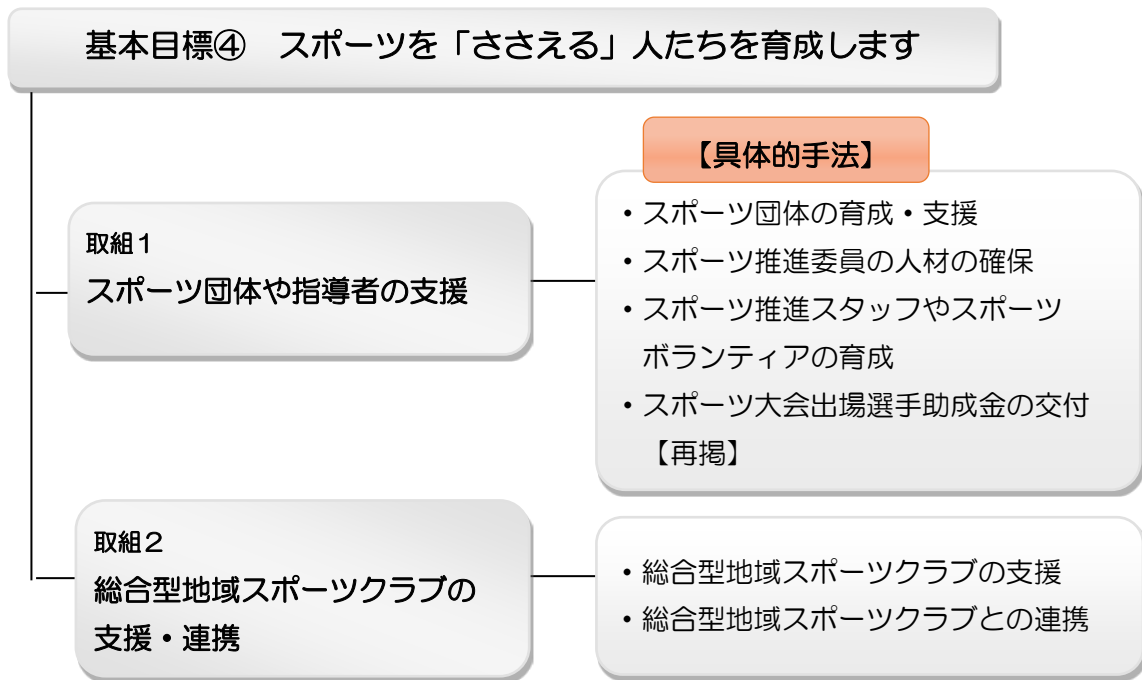 基本目標④　スポーツを「ささえる」人たちを育成します
【具体的手法】
取組１
スポーツ団体や指導者の支援
・スポーツ団体の育成・支援
・スポーツ推進委員の人材の確保
・スポーツ推進スタッフやスポーツ
ボランティアの育成
・スポーツ大会出場選手助成金の交付
【再掲】
取組２
総合型地域スポーツクラブの
支援・連携
・総合型地域スポーツクラブの支援
・総合型地域スポーツクラブとの連携